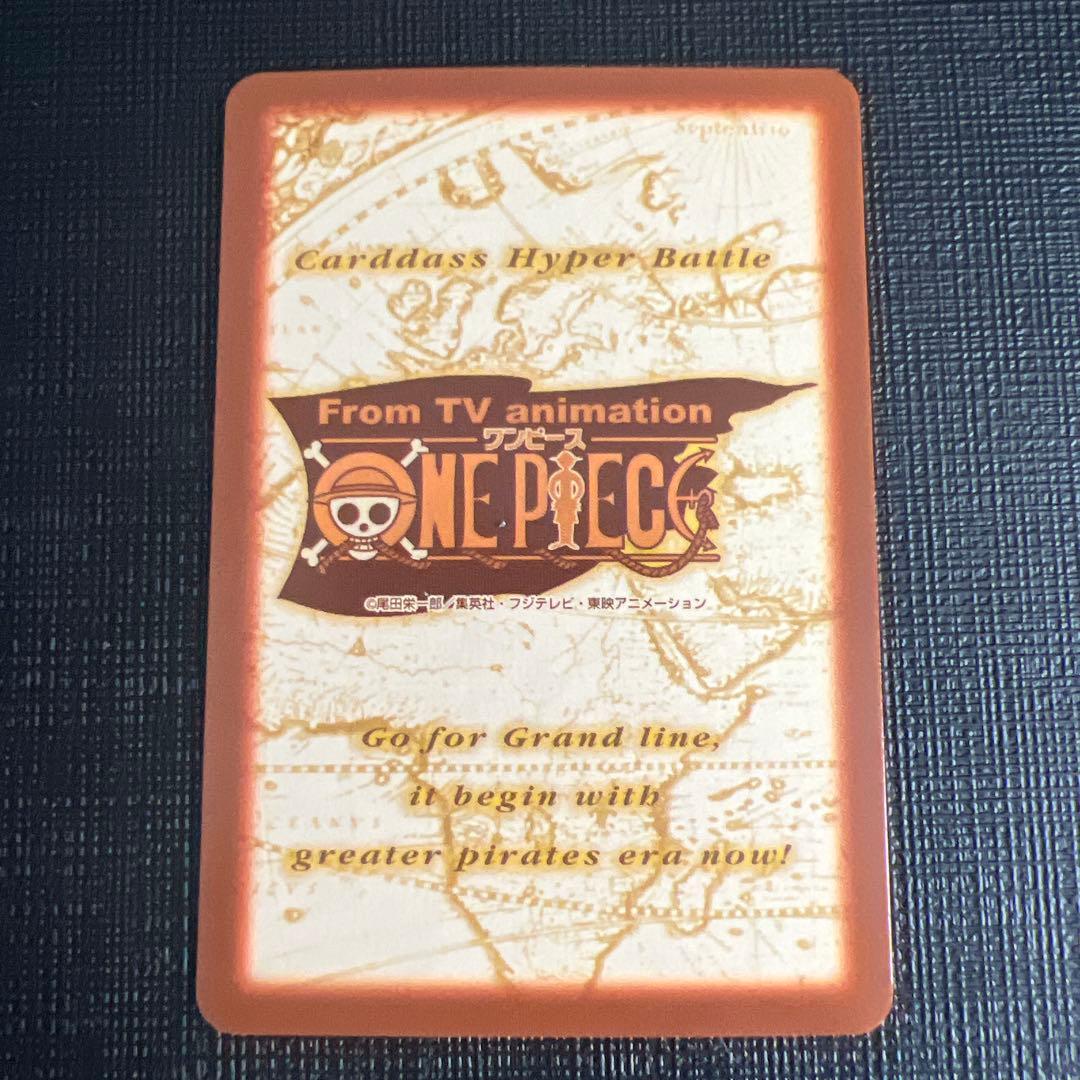 Septentrio
Carddass Hyper Battle
From TV animation
ワンピース
ONE PIECE
©尾田栄一郎／集英社・フジテレビ・東映アニメーション
Go for Grand line,
it begin with
greater pirates era now!